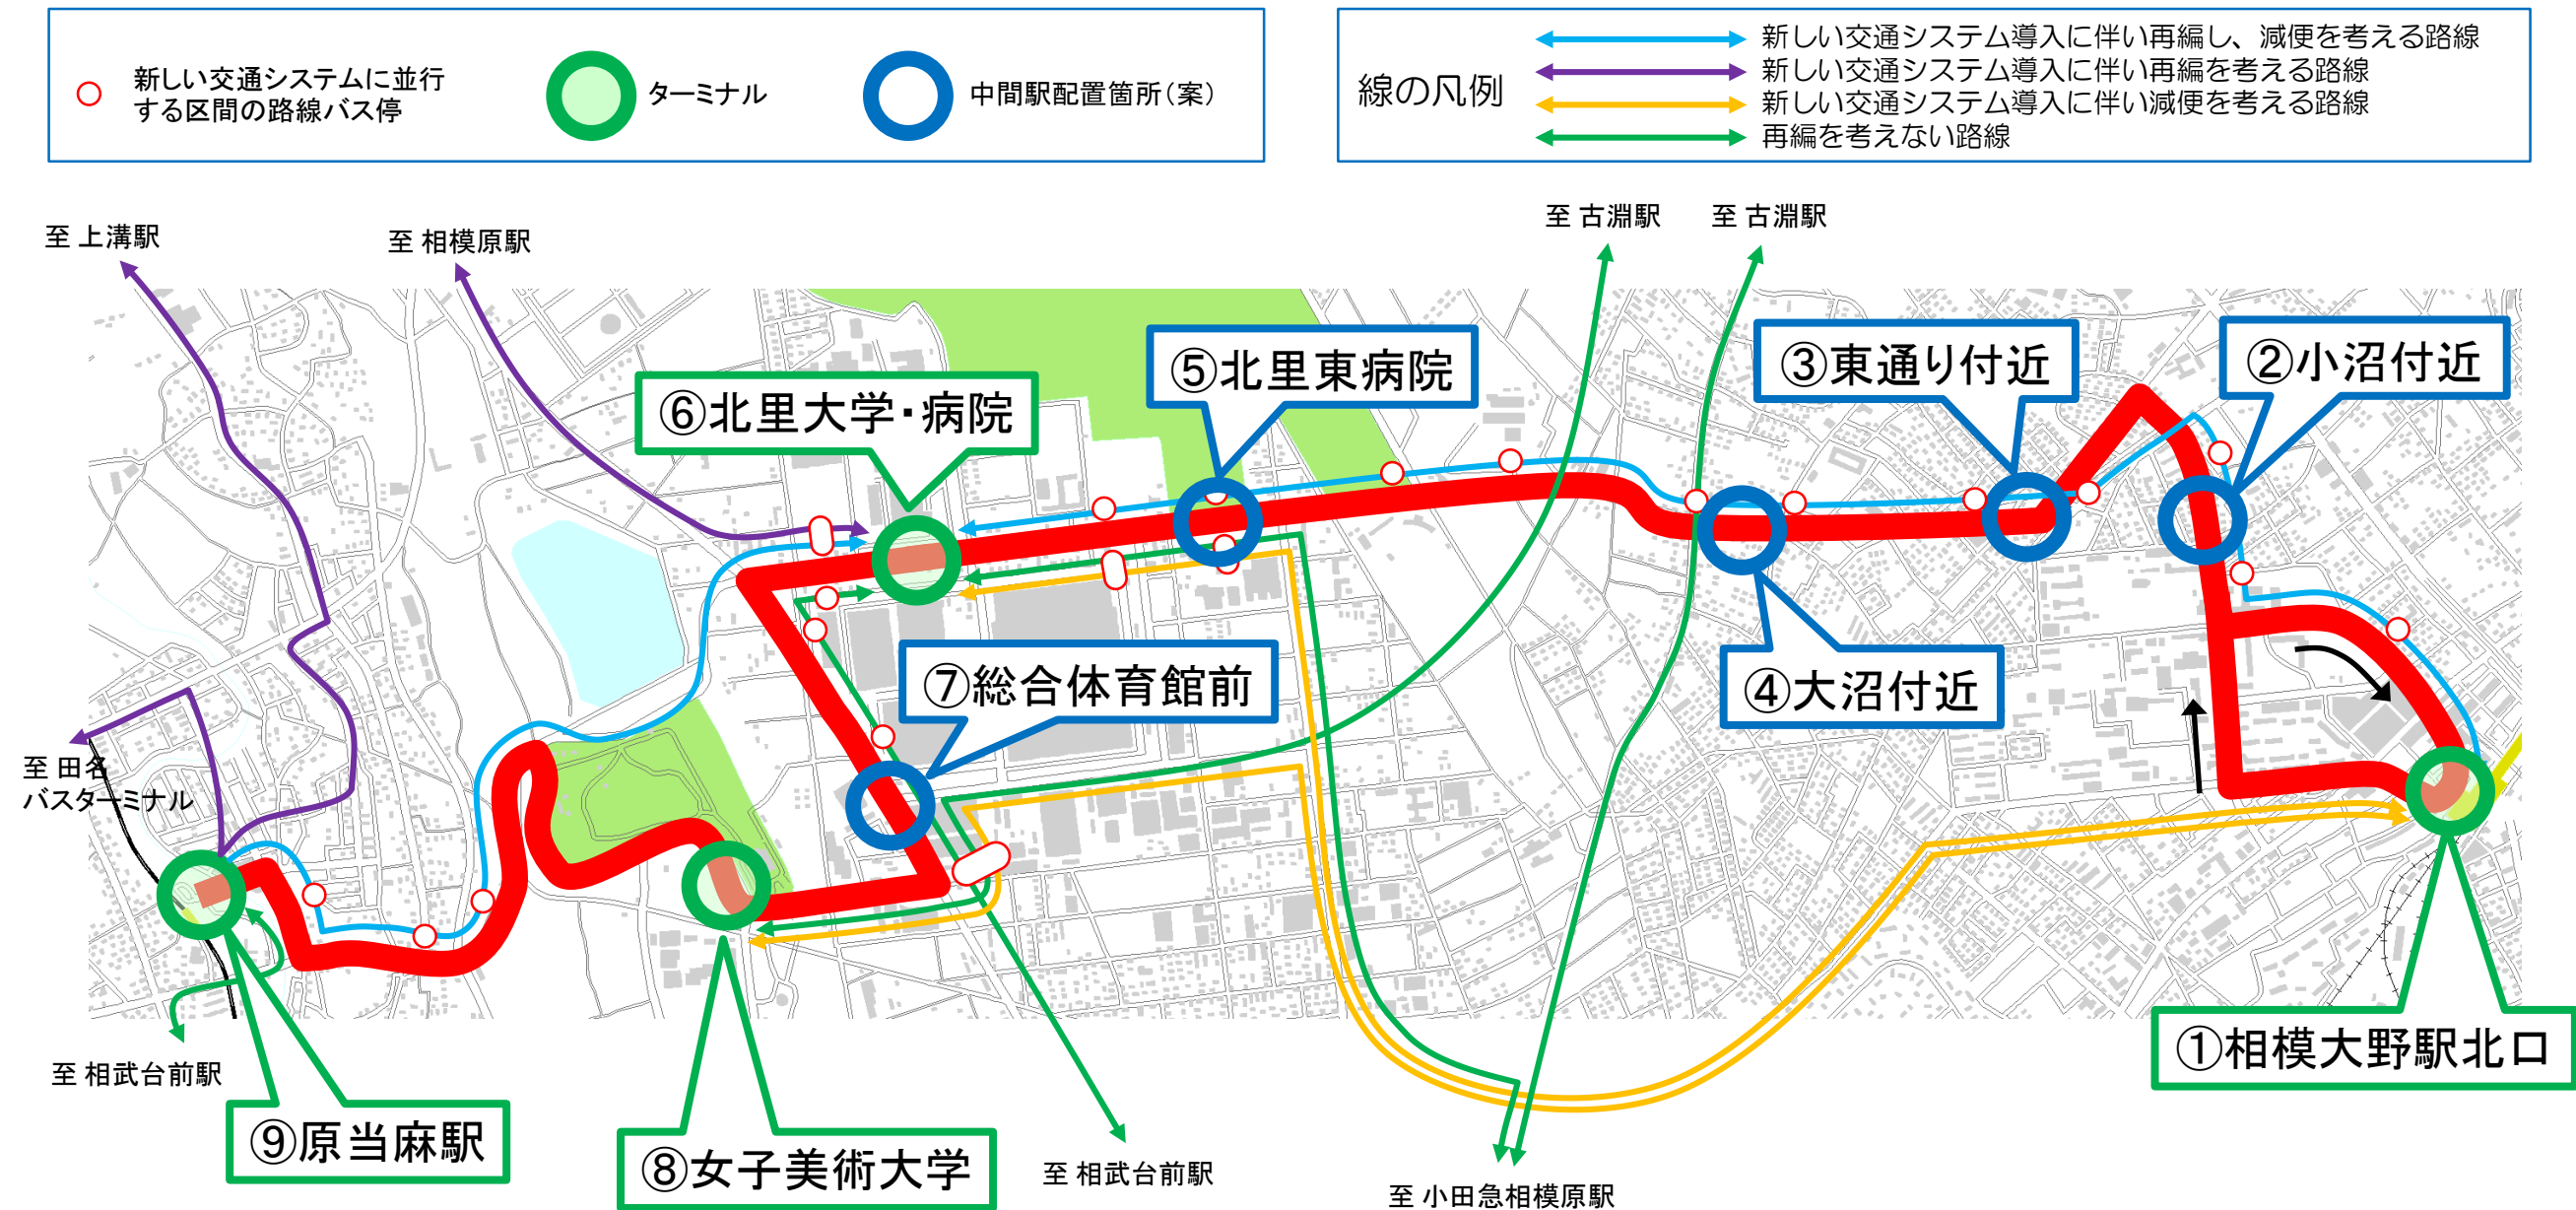 新しい交通システムに並行
する区間の路線バス停
ターミナル
中間駅配置箇所（案）
線の凡例
新しい交通システム導入に伴い再編し、減便を考える路線
新しい交通システム導入に伴い再編を考える路線
新しい交通システム導入に伴い減便を考える路線
再編を考えない路線
至 上溝駅
至 相模原駅
至 古淵駅
至 古淵駅
⑥北里大学・病院
⑤北里東病院
③東通り付近
②小沼付近
⑦総合体育館前
④大沼付近
至 田名
バスターミナル
至 相武台前駅
⑨原当麻駅
⑧女子美術大学
至 相武台前駅
至 小田急相模原駅
①相模大野駅北口